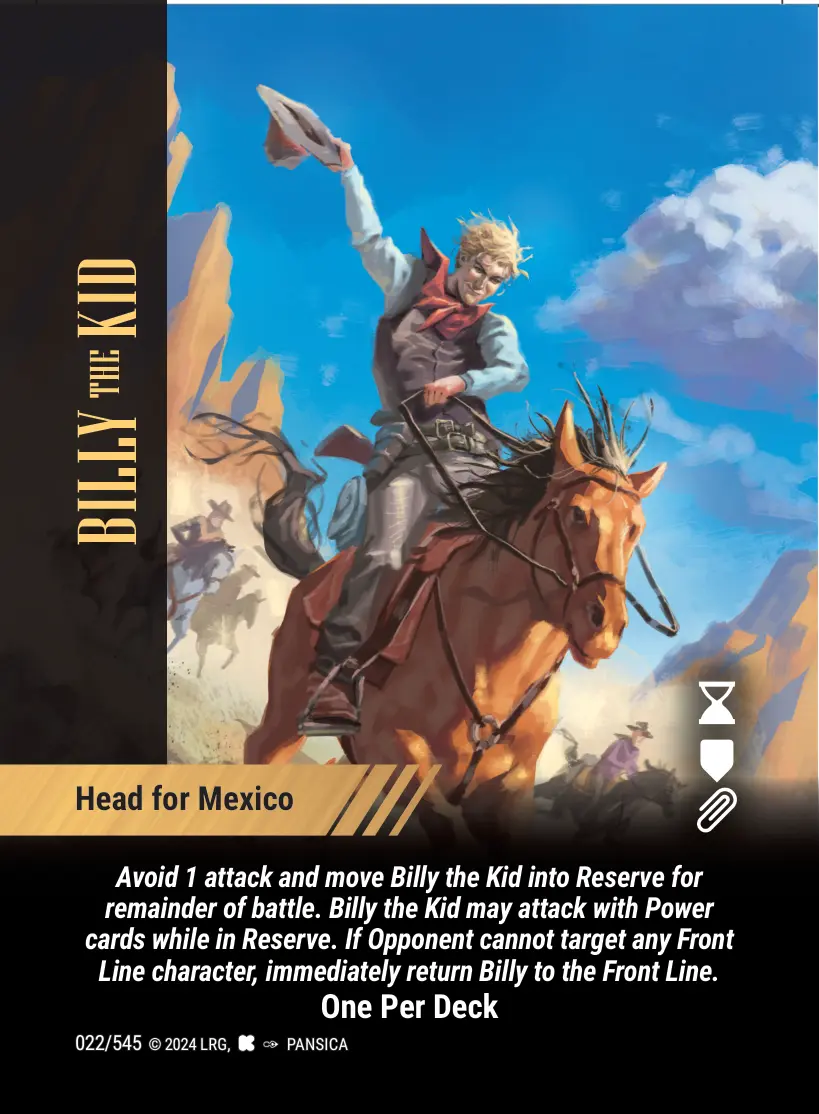 BILLY THE KID
Head for Mexico
Avoid 1 attack and move Billy the Kid into Reserve for
remainder of battle. Billy the Kid may attack with Power
cards while in Reserve. If Opponent cannot target any Front
Line character, immediately return Billy to the Front Line.
One Per Deck
022/545 © 2024 LRG, PANSICA